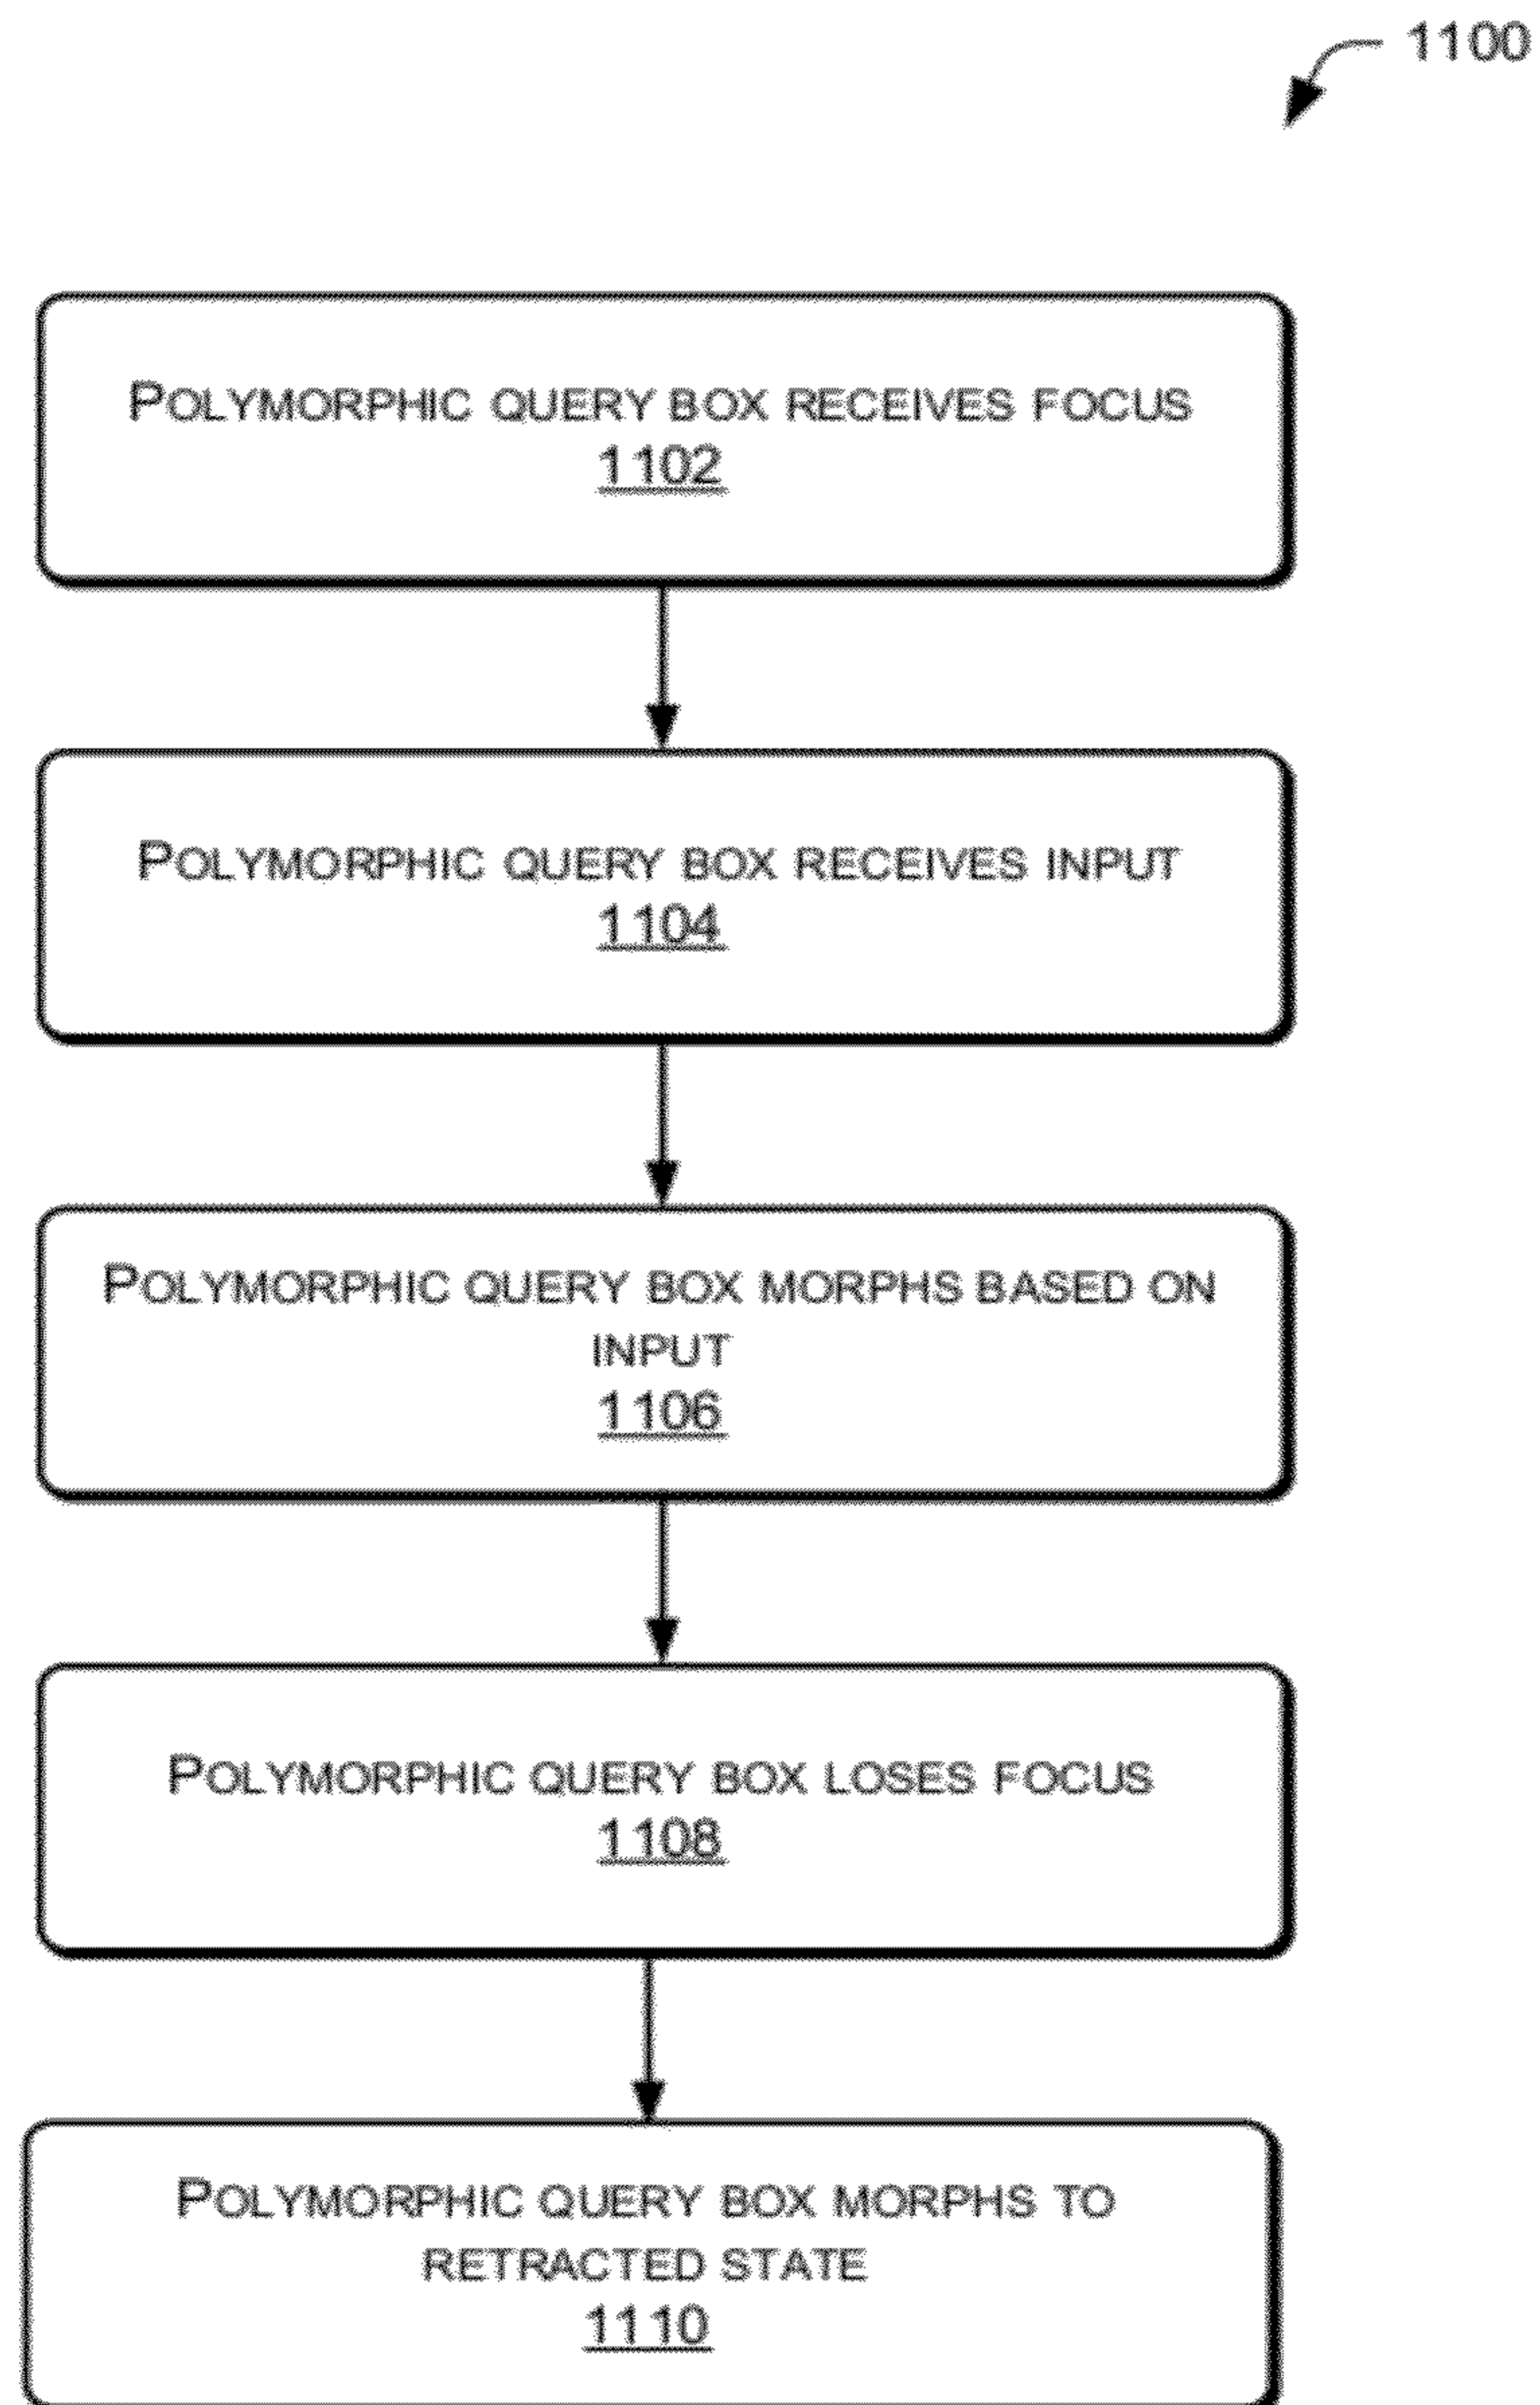 1100
POLYMORPHIC QUERY BOX RECEIVES FOCUS
1102
POLYMORPHIC QUERY BOX RECEIVES INPUT
1104
POLYMORPHIC QUERY BOX MORPHS BASED ON
INPUT
1106
POLYMORPHIC QUERY BOX LOSES FOCUS
1108
POLYMORPHIC QUERY BOX MORPHS TO
RETRACTED STATE
1110